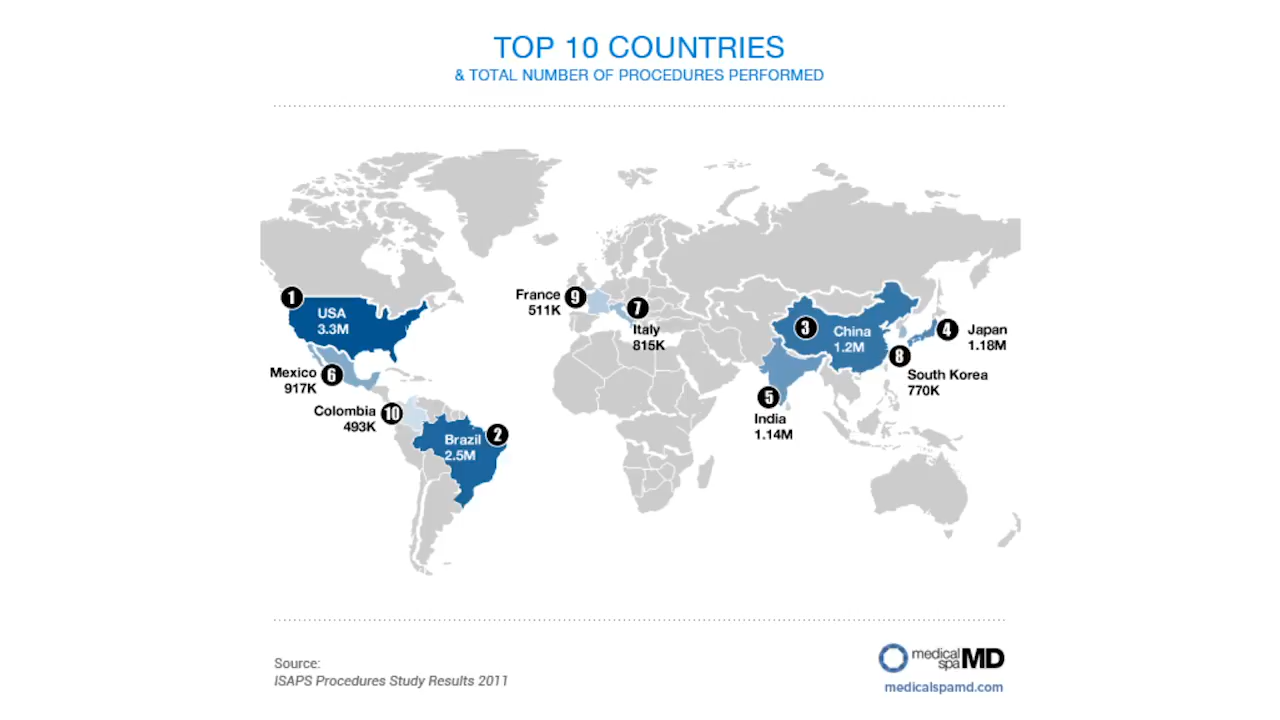 TOP 10 COUNTRIES
& TOTAL NUMBER OF PROCEDURES PERFORMED
1
USA
3.3M
Mexico
917K
6
Colombia
493K
10
Brazil
2.5M
2
France
511K
9
7
Italy
815K
3
China
1.2M
4
Japan
1.18M
8
South Korea
770K
5
India
1.14M
Source:
ISAPS Procedures Study Results 2011
medical
spa
MD
medicalspamd.com